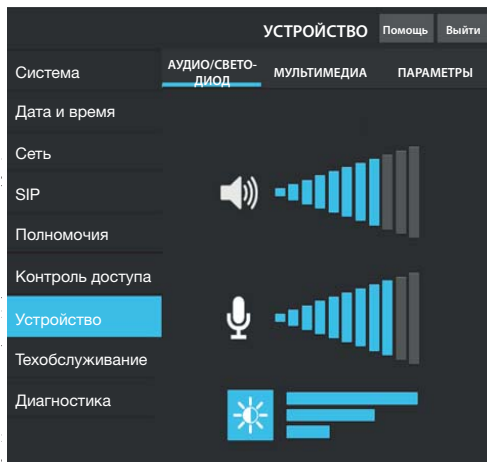 УСТРОЙСТВО Помощь Выйти
АУДИО/СВЕТО-
ДИОД
МУЛЬТИМЕДИА
ПАРАМЕТРЫ
Система
Дата и время
Сеть
SIP
Полномочия
Контроль доступа
Устройство
Техобслуживание
Диагностика